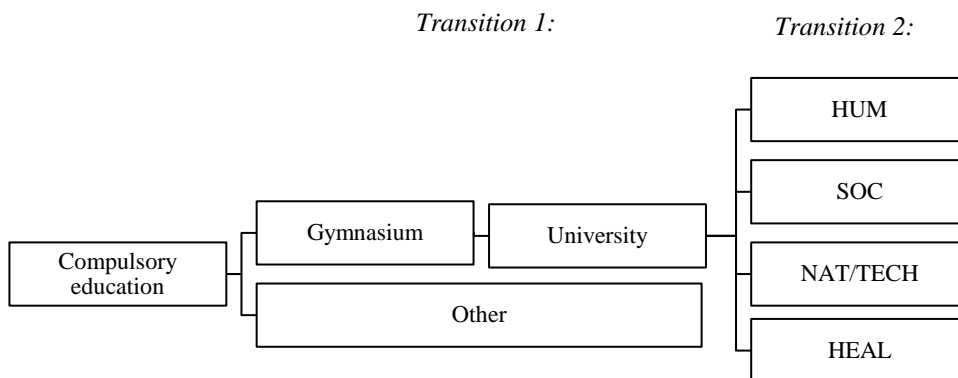 Transition 1:
Transition 2:
HUM
SOC
Gymnasium
University
Compulsory
education
NAT/TECH
Other
HEAL